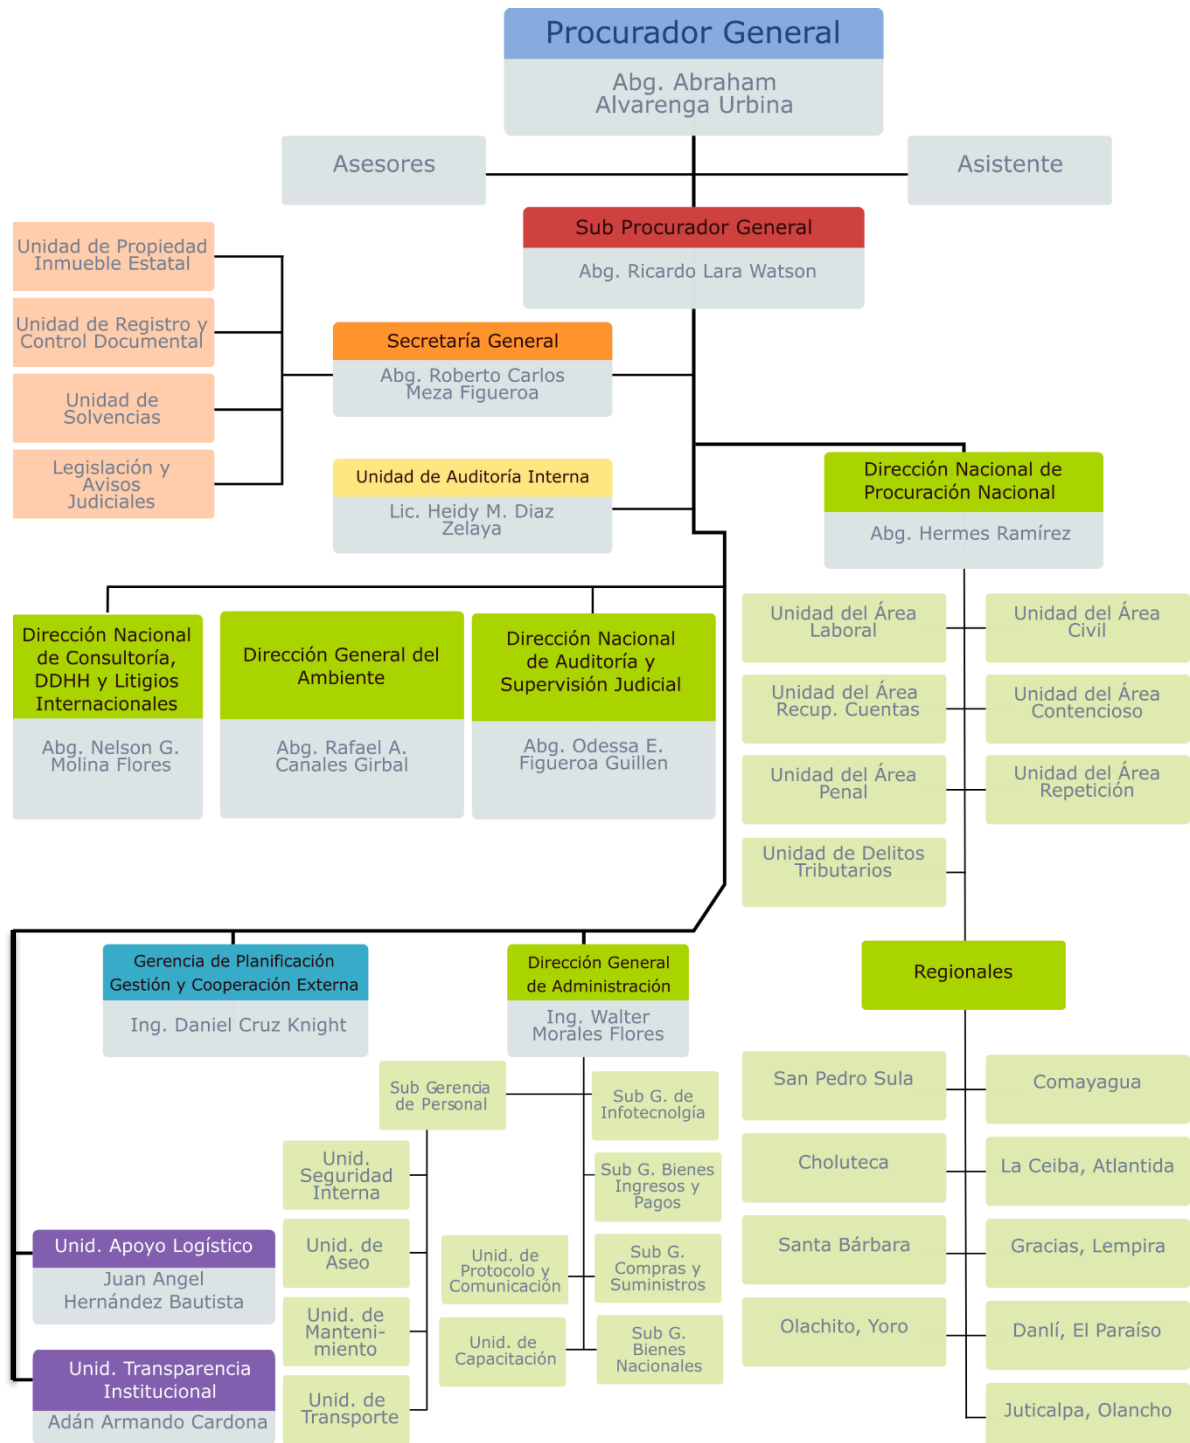 Procurador General
Abg. Abraham
Alvarenga Urbina
Asesores
Asistente
Sub Procurador General
Abg. Ricardo Lara Watson
Unidad de Propiedad
Inmueble Estatal
Unidad de Registro y
Control Documental
Unidad de
Solvencias
Legislación y
Avisos
Judiciales
Secretaría General
Abg. Roberto Carlos
Meza Figueroa
Unidad de Auditoría Interna
Lic. Heidy M. Diaz
Zelaya
Dirección Nacional de
Procuración Nacional
Abg. Hermes Ramírez
Dirección Nacional
de Consultoría,
DDHH y Litigios
Internacionales
Abg. Nelson G.
Molina Flores
Dirección General del
Ambiente
Abg. Rafael A.
Canales Girbal
Dirección Nacional
de Auditoría y
Supervisión Judicial
Abg. Odessa E.
Figueroa Guillen
Unidad del Área
Laboral
Unidad del Área
Civil
Unidad del Área
Recup. Cuentas
Unidad del Área
Contencioso
Unidad del Área
Penal
Unidad del Área
Repetición
Unidad de Delitos
Tributarios
Gerencia de Planificación
Gestión y Cooperación Externa
Ing. Daniel Cruz Knight
Dirección General
de Administración
Ing. Walter
Morales Flores
Regionales
Sub Gerencia
de Personal
Sub G. de
Infotecnolgía
Unid.
Seguridad
Interna
Sub G. Bienes
Ingresos y
Pagos
Unid. de
Aseo
Unid. de
Protocolo y
Comunicación
Sub G.
Compras y
Suministros
Unid. de
Manteni-
miento
Unid. de
Capacitación
Sub G.
Bienes
Nacionales
Unid. de
Transporte
Unid. Apoyo Logístico
Juan Angel
Hernández Bautista
Unid. Transparencia
Institucional
Adán Armando Cardona
San Pedro Sula
Comayagua
Choluteca
La Ceiba, Atlantida
Santa Bárbara
Gracias, Lempira
Olachito, Yoro
Danlí, El Paraíso
Juticalpa, Olancho